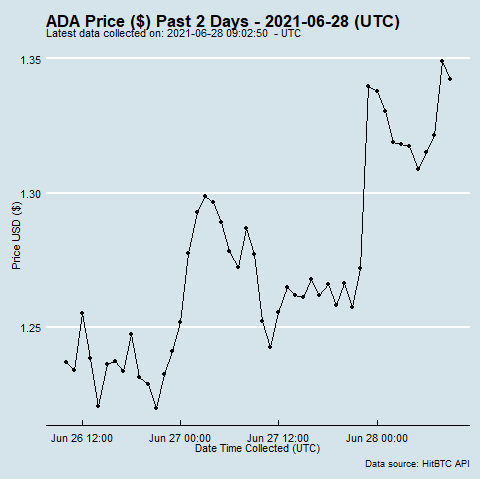 ADA Price ($) Past 2 Days - 2021-06-28 (UTC)
Latest data collected on: 2021-06-28 09:02:50 - UTC
1.35
1.30
1.25
Price USD ($)
Jun 26 12:00 Jun 27 00:00 Jun 27 12:00 Jun 28 00:00
Date Time Collected (UTC)
Data source: HitBTC API